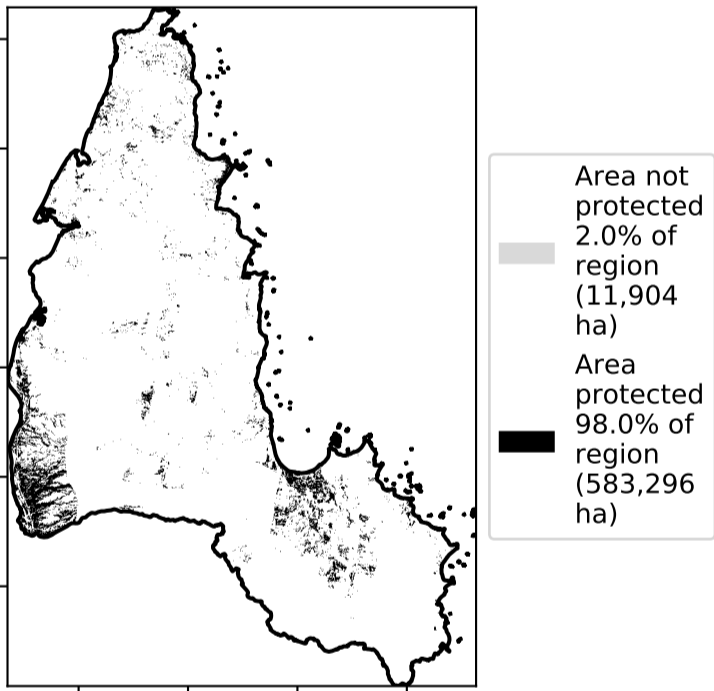 Area not
protected
2.0% of
region
(11,904
ha)
Area
protected
98.0% of
region
(583,296
ha)